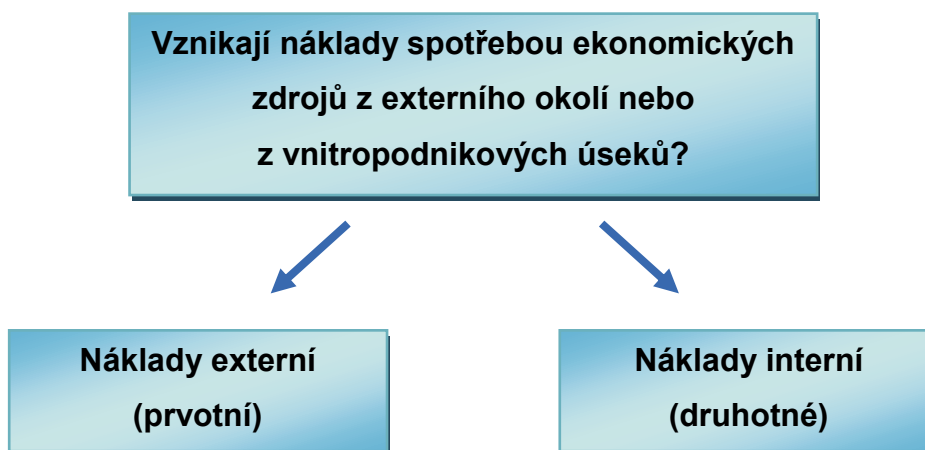 Vznikají náklady spotřebou ekonomických
zdrojů z externího okolí nebo
z vnitropodnikových úseků?
Náklady externí
(prvotní)
Náklady interní
(druhotné)